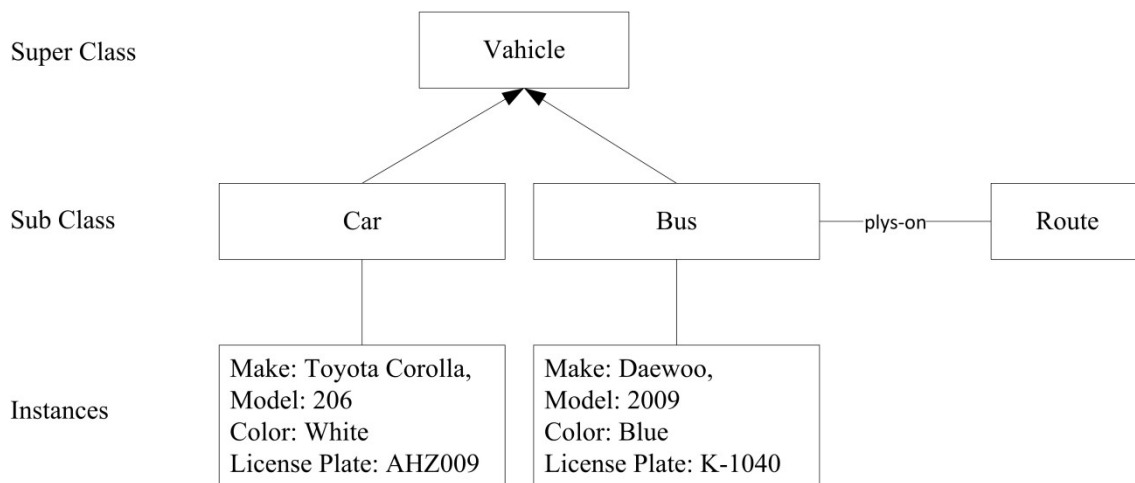 Super Class
Vahicle
Sub Class
Car
Bus
plys-on
Route
Instances
Make: Toyota Corolla,
Model: 206
Color: White
License Plate: AHZ009
Make: Daewoo,
Model: 2009
Color: Blue
License Plate: K-1040